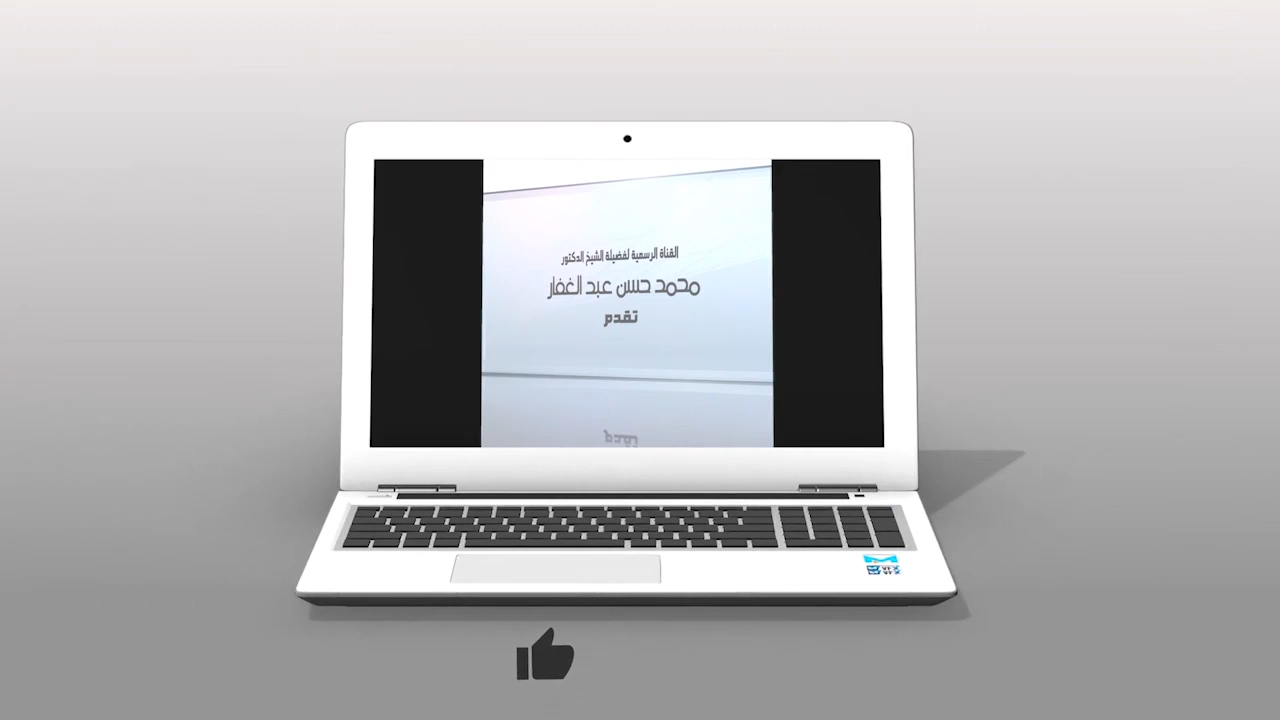 القناة الرسمية لفضيلة الشيخ الدكتور
محمد حسن عبد الغفار
تقدم